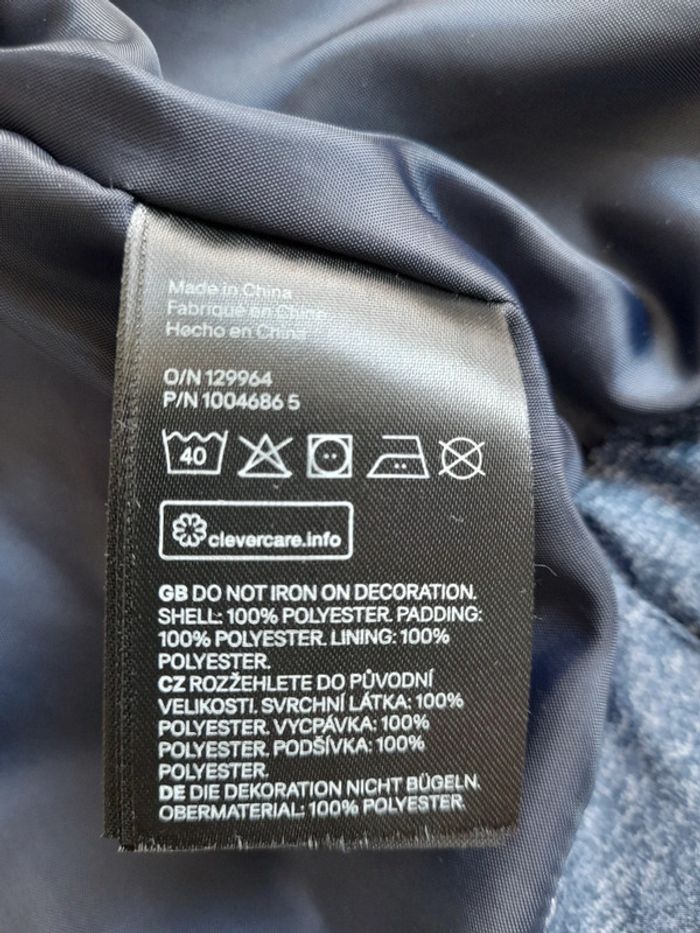 Made in China
Fabriqué en Chine
Hecho en China
O/N 129964
P/N 1004686 5
40
clevercare.info
GB DO NOT IRON ON DECORATION.
SHELL: 100% POLYESTER. PADDING:
100% POLYESTER. LINING: 100%
POLYESTER.
CZ ROZŽEHLETE DO PŮVODNÍ
VELIKOSTI. SVRCHNÍ LÁTKA: 100%
POLYESTER. VYCPÁVKA: 100%
POLYESTER. PODŠÍVKA: 100%
POLYESTER.
DE DIE DEKORATION NICHT BÜGELN.
OBERMATERIAL: 100% POLYESTER.